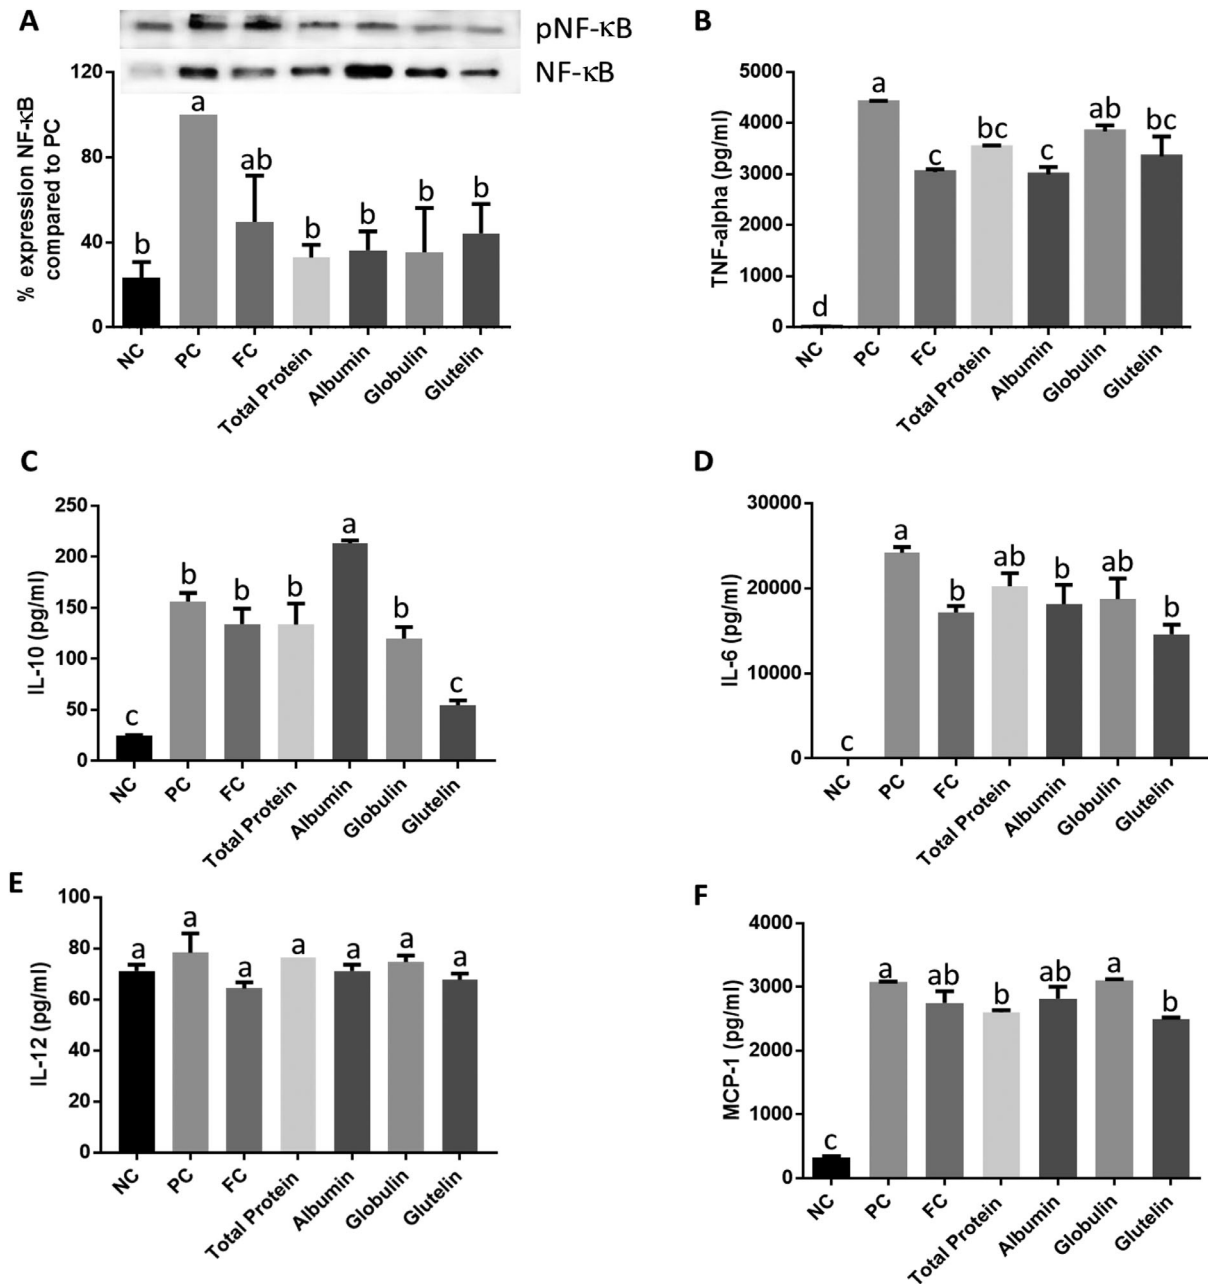 A
pNF-κB
NF-κB
% expression NF-κB
compared to PC
120
80
40
0
a
ab
b
b
b
b
b
NC
PC
FC
Total Protein
Albumin
Globulin
Glutelin
B
TNF-alpha (pg/ml)
5000
4000
3000
2000
1000
0
d
a
c
bc
c
ab
bc
NC
PC
FC
Total Protein
Albumin
Globulin
Glutelin
C
IL-10 (pg/ml)
250
200
150
100
50
0
c
b
b
b
a
b
c
NC
PC
FC
Total Protein
Albumin
Globulin
Glutelin
D
IL-6 (pg/ml)
30000
20000
10000
0
c
a
b
ab
b
ab
b
NC
PC
FC
Total Protein
Albumin
Globulin
Glutelin
E
IL-12 (pg/ml)
100
80
60
40
20
0
a
a
a
a
a
a
a
NC
PC
FC
Total Protein
Albumin
Globulin
Glutelin
F
MCP-1 (pg/ml)
4000
3000
2000
1000
0
c
a
ab
b
ab
a
b
NC
PC
FC
Total Protein
Albumin
Globulin
Glutelin